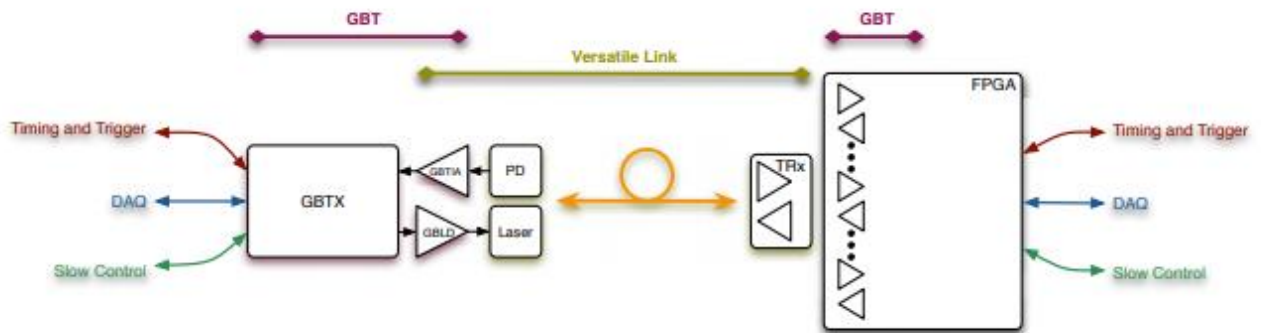 GBT
GBT
Versatile Link
FPGA
Timing and Trigger
DAQ
Slow Control
GBTX
GBTIA
PD
GBLD
Laser
TRx
Timing and Trigger
DAQ
Slow Control